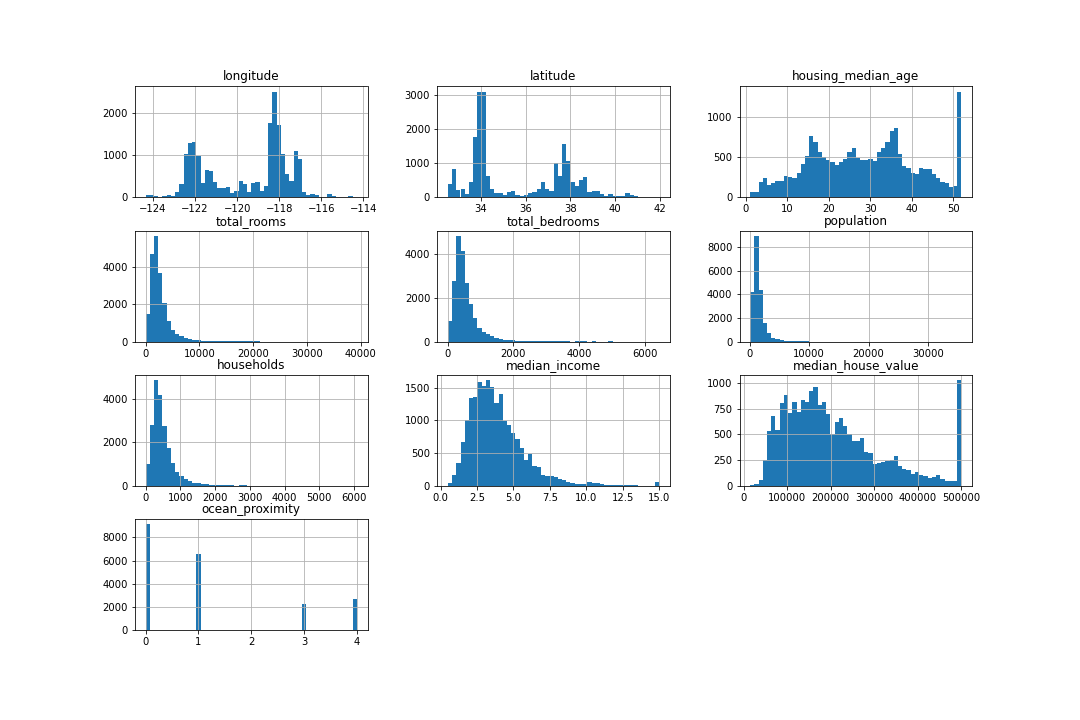 longitude
2000
1000
0
−124 −122 −120 −118 −116 −114
latitude
3000
2000
1000
0
34 36 38 40 42
housing_median_age
1000
500
0
0 10 20 30 40 50
total_rooms
4000
2000
0
0 10000 20000 30000 40000
total_bedrooms
4000
2000
0
0 2000 4000 6000
population
8000
6000
4000
2000
0
0 10000 20000 30000
households
4000
2000
0
0 1000 2000 3000 4000 5000 6000
median_income
1500
1000
500
0
0.0 2.5 5.0 7.5 10.0 12.5 15.0
median_house_value
1000
750
500
250
0
0 100000 200000 300000 400000 500000
ocean_proximity
8000
6000
4000
2000
0
0 1 2 3 4